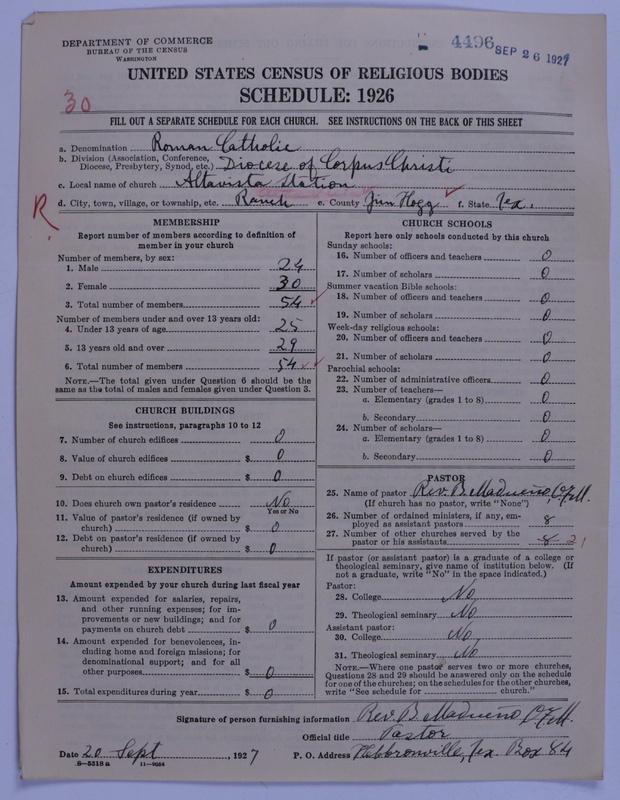 DEPARTMENT OF COMMERCE
BUREAU OF THE CENSUS
WASHINGTON
4496 SEP 26 1927
UNITED STATES CENSUS OF RELIGIOUS BODIES
SCHEDULE: 1926
30
FILL OUT A SEPARATE SCHEDULE FOR EACH CHURCH. SEE INSTRUCTIONS ON THE BACK OF THIS SHEET
a. Denomination Roman Catholic
b. Division (Association, Conference, Diocese, Presbytery, Synod, etc.) Diocese of Corpus Christi
c. Local name of church Altavista Station
d. City, town, village, or township, etc. Ranch e. County Jim Hogg f. State Tex.
R
MEMBERSHIP
Report number of members according to definition of
member in your church
Number of members, by sex:
1. Male 24
2. Female 30
3. Total number of members 54
Number of members under and over 13 years old:
4. Under 13 years of age 25
5. 13 years old and over 29
6. Total number of members 54
NOTE.—The total given under Question 6 should be
same as the total of males and females given under Question 3.
CHURCH BUILDINGS
See instructions, paragraphs 10 to 12
7. Number of church edifices 0
8. Value of church edifices $ 0
9. Debt on church edifices $ 0
10. Does church own pastor's residence No
Yes or No
11. Value of pastor's residence (if owned by
church) $ 0
12. Debt on pastor's residence (if owned by
church) $ 0
EXPENDITURES
Amount expended by your church during last fiscal year
13. Amount expended for salaries, repairs,
and other running expenses; for im-
provements or new buildings; and for
payments on church debt $ 0
14. Amount expended for benevolences, in-
cluding home and foreign missions; for
denominational support; and for all
other purposes $ 0
15. Total expenditures during year $ 0
CHURCH SCHOOLS
Report here only schools conducted by this church
Sunday schools:
16. Number of officers and teachers 0
17. Number of scholars 0
Summer vacation Bible schools:
18. Number of officers and teachers 0
19. Number of scholars 0
Week-day religious schools:
20. Number of officers and teachers 0
21. Number of scholars 0
Parochial schools:
22. Number of administrative officers 0
23. Number of teachers—
a. Elementary (grades 1 to 8) 0
b. Secondary 0
24. Number of scholars—
a. Elementary (grades 1 to 8) 0
b. Secondary 0
PASTOR
25. Name of pastor Rev. B. Madueño, O.F.M.
(If church has no pastor, write "None")
26. Number of ordained ministers, if any, em-
ployed as assistant pastors 8
27. Number of other churches served by the
pastor or his assistants 8 21
If pastor (or assistant pastor) is a graduate of a college or
theological seminary, give name of institution below. (If
not a graduate, write "No" in the space indicated.)
Pastor:
28. College No
29. Theological seminary No
Assistant pastor:
30. College No
31. Theological seminary No
NOTE.—Where one pastor serves two or more churches,
Questions 28 and 29 should be answered only on the schedule
for one of the churches; on the schedules for the other churches,
write "See schedule for church."
Signature of person furnishing information Rev. B. Madueño, O.F.M.
Official title Pastor
Date 20 Sept, 1927 P. O. Address Hebbronville, Tex. Box 84
8-5318 a 11-9054